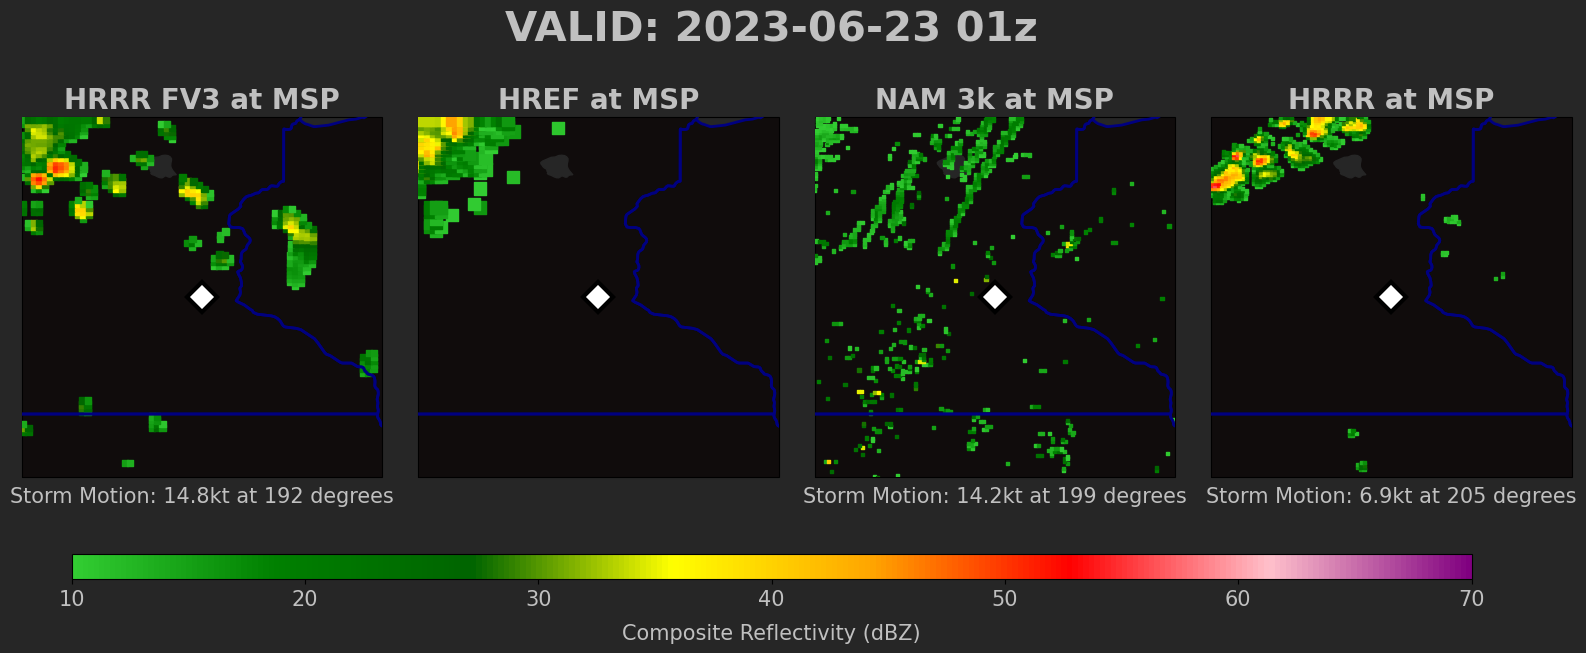 VALID: 2023-06-23 01z
HRRR FV3 at MSP
HREF at MSP
NAM 3k at MSP
HRRR at MSP
Storm Motion: 14.8kt at 192 degrees
Storm Motion: 14.2kt at 199 degrees
Storm Motion: 6.9kt at 205 degrees
10 20 30 40 50 60 70
Composite Reflectivity (dBZ)